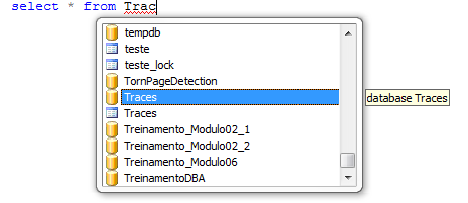 select * from Trac
tempdb
teste
teste_lock
TornPageDetection
Traces
database Traces
Traces
Treinamento_Modulo02_1
Treinamento_Modulo02_2
Treinamento_Modulo06
TreinamentoDBA